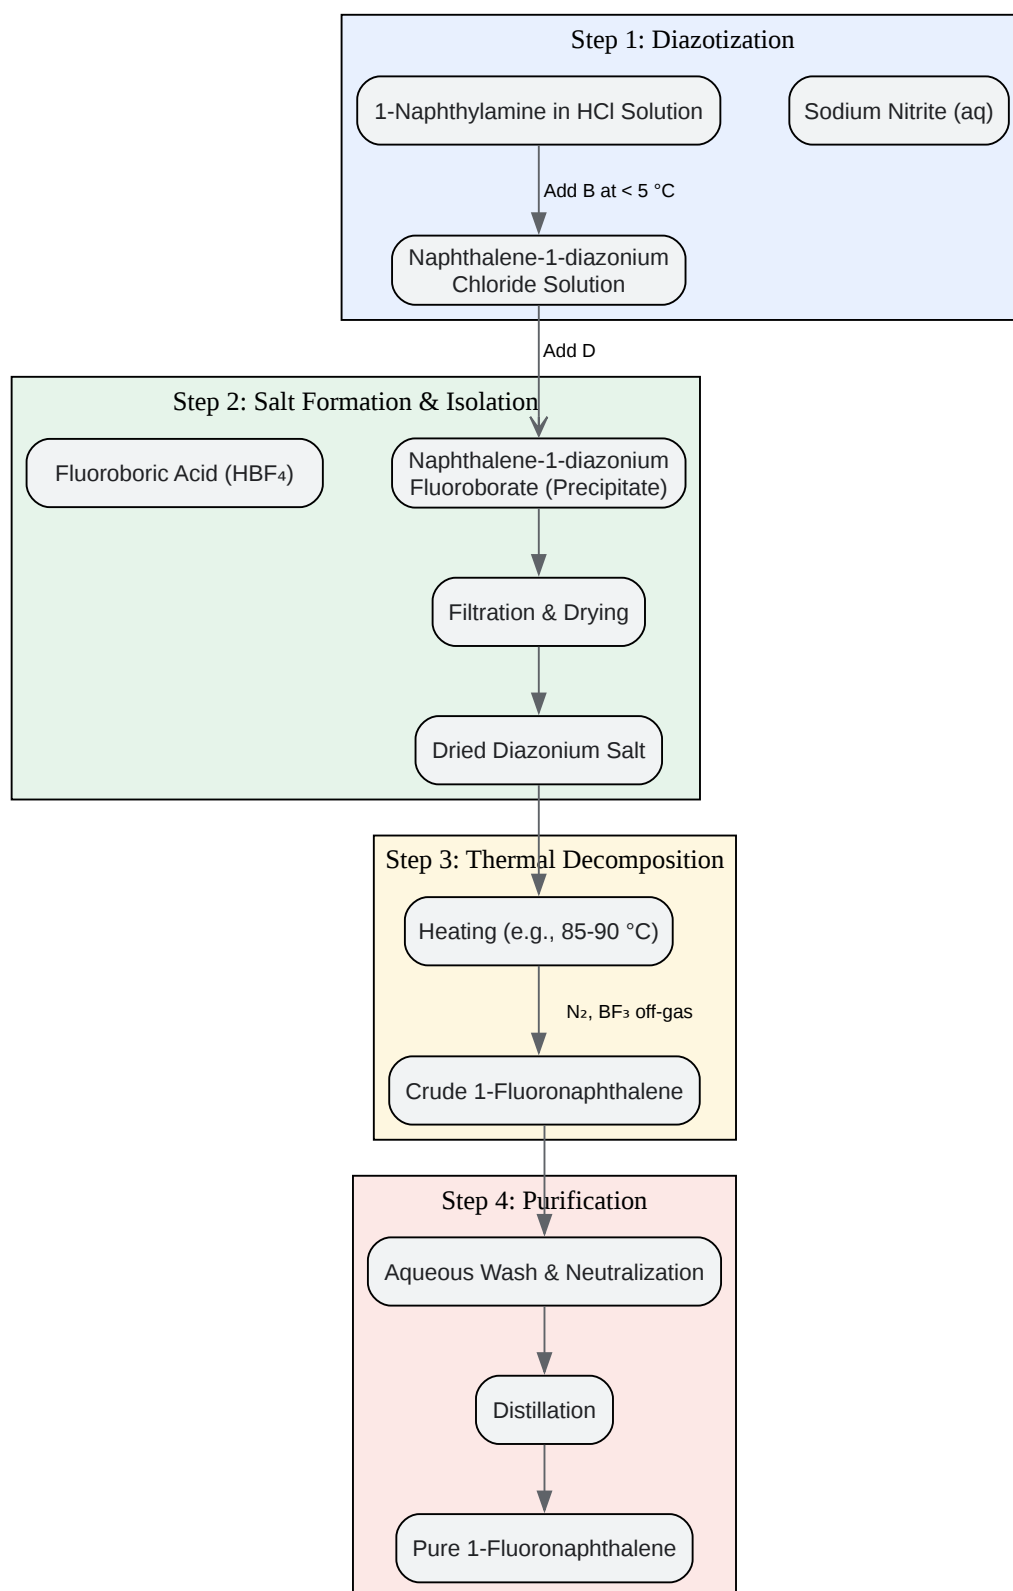 Step 1: Diazotization
1-Naphthylamine in HCl Solution
Sodium Nitrite (aq)
Add B at < 5 °C
Naphthalene-1-diazonium
Chloride Solution
Add D
Step 2: Salt Formation & Isolation
Fluoroboric Acid (HBF₄)
Naphthalene-1-diazonium
Fluoroborate (Precipitate)
Filtration & Drying
Dried Diazonium Salt
Step 3: Thermal Decomposition
Heating (e.g., 85-90 °C)
N₂, BF₃ off-gas
Crude 1-Fluoronaphthalene
Step 4: Purification
Aqueous Wash & Neutralization
Distillation
Pure 1-Fluoronaphthalene